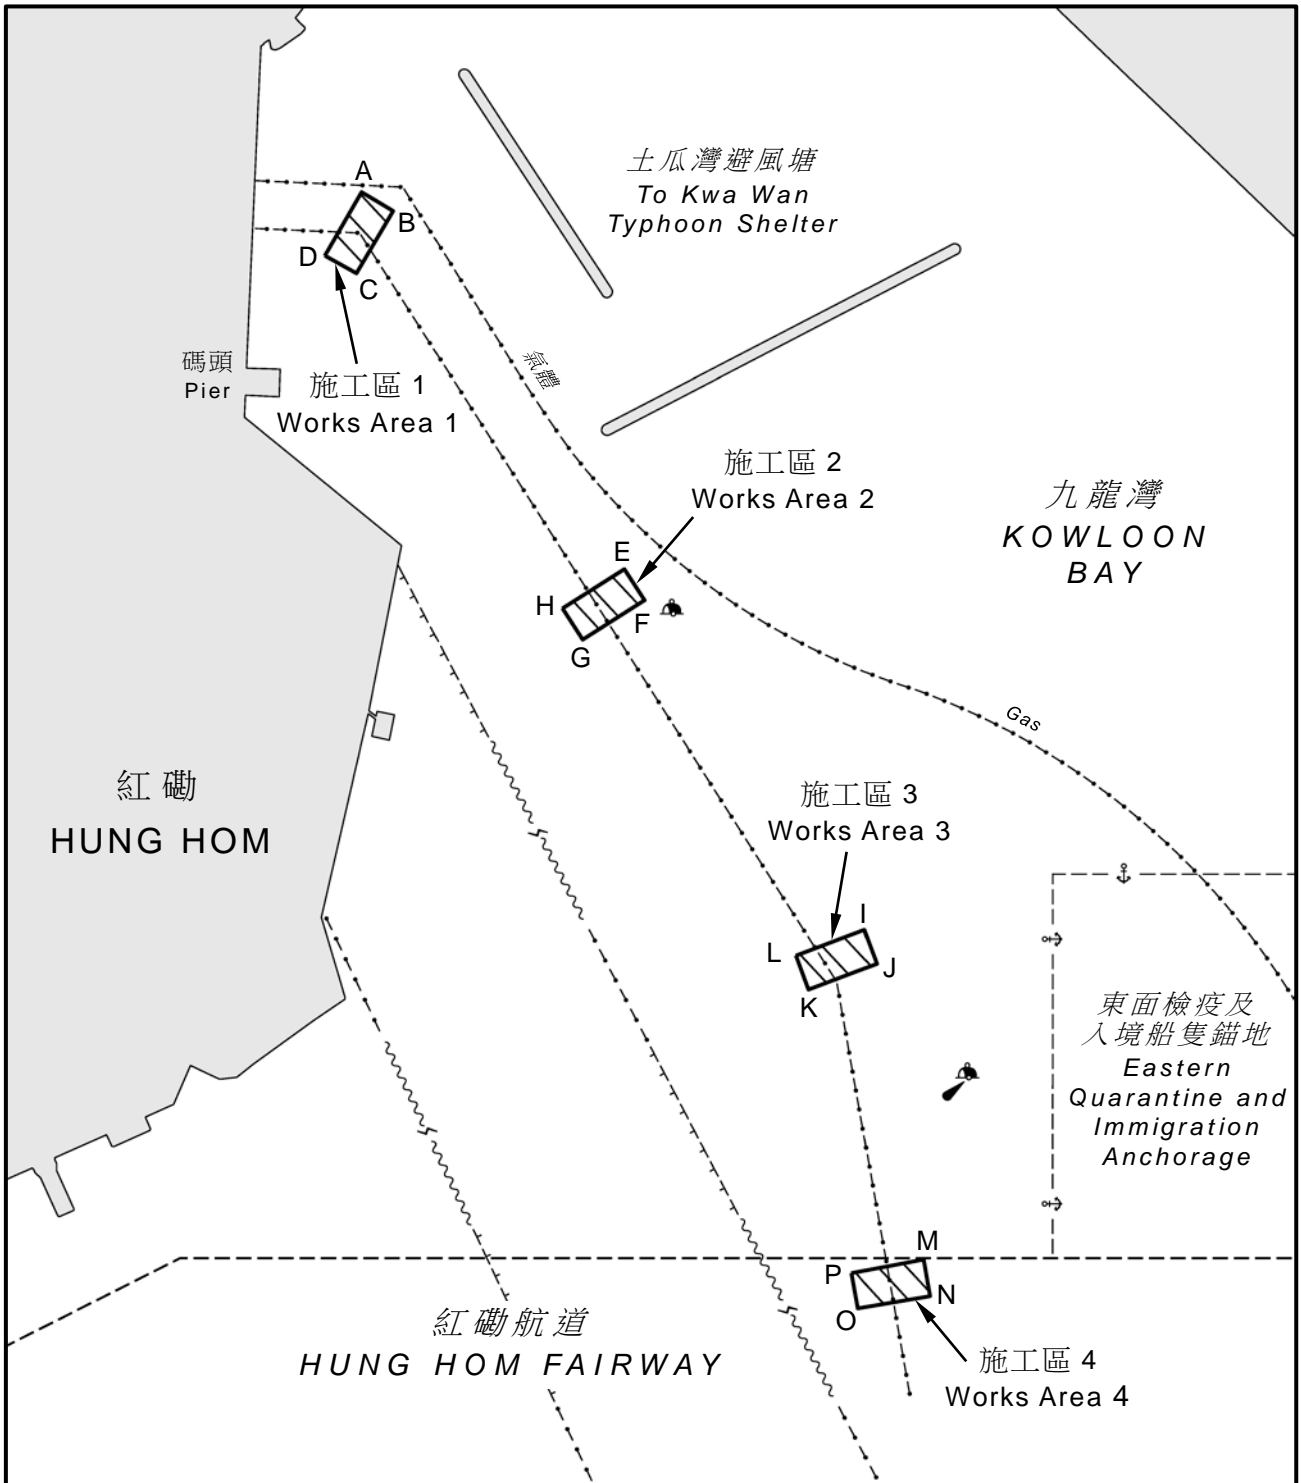 土瓜灣避風塘
To Kwa Wan
Typhoon Shelter
A
B
D
C
氣體
碼頭
Pier
施工區 1
Works Area 1
施工區 2
Works Area 2
九龍灣
KOWLOON
BAY
E
H
F
G
Gas
紅磡
HUNG HOM
施工區 3
Works Area 3
I
L
J
K
東面檢疫及
入境船隻錨地
Eastern
Quarantine and
Immigration
Anchorage
M
P
N
O
紅磡航道
HUNG HOM FAIRWAY
施工區 4
Works Area 4